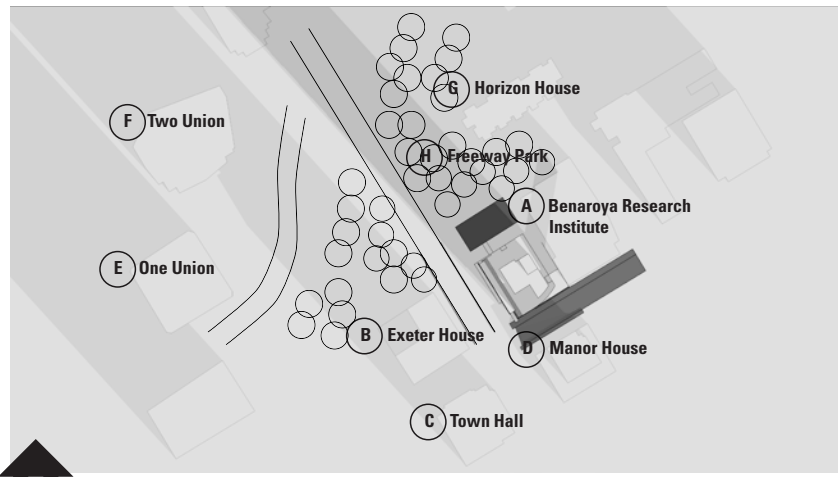 G Horizon House
F Two Union
H Freeway Park
A Benaroya Research
Institute
E One Union
B Exeter House
D Manor House
C Town Hall